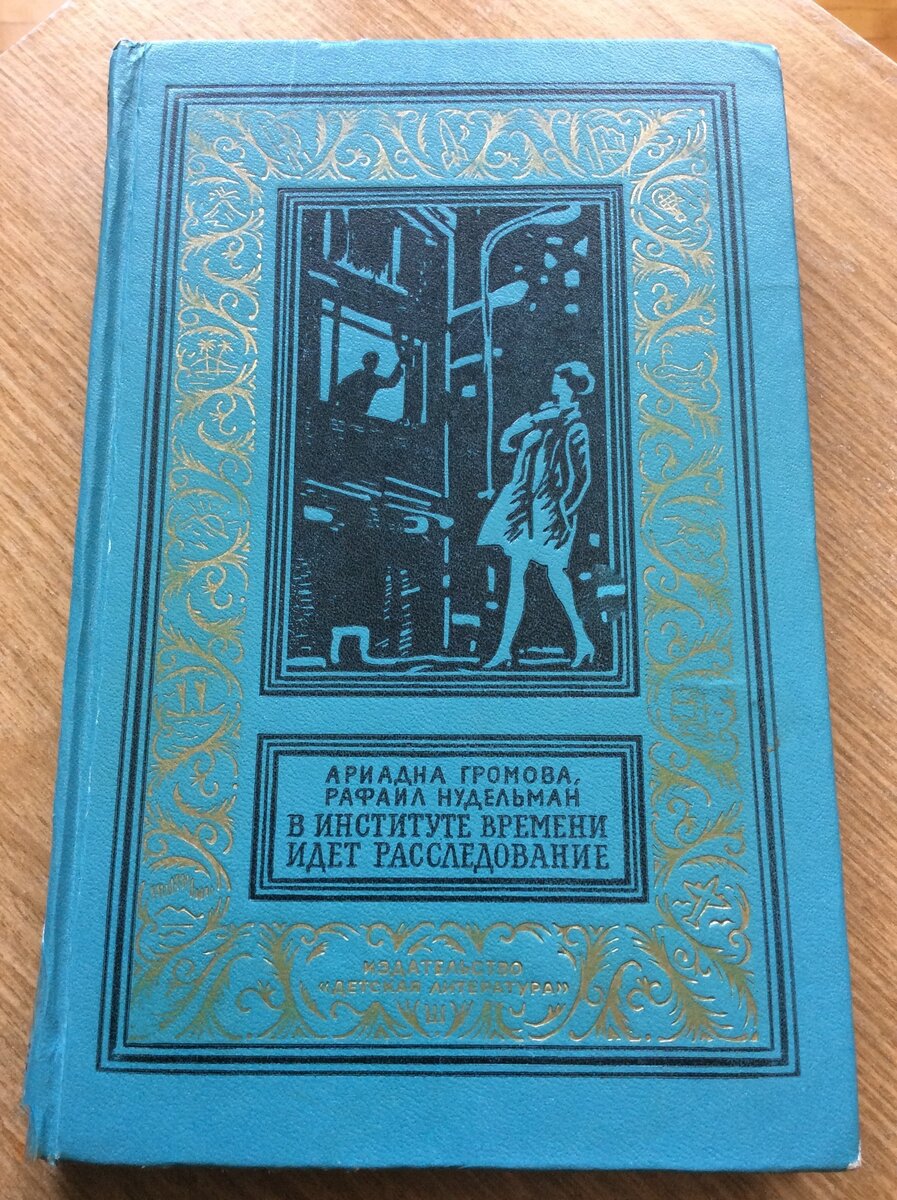 АРИАДНА ГРОМОВА,
РАФАИЛ НУДЕЛЬМАН
В ИНСТИТУТЕ ВРЕМЕНИ
ИДЕТ РАССЛЕДОВАНИЕ
ИЗДАТЕЛЬСТВО
«ДЕТСКАЯ ЛИТЕРАТУРА»